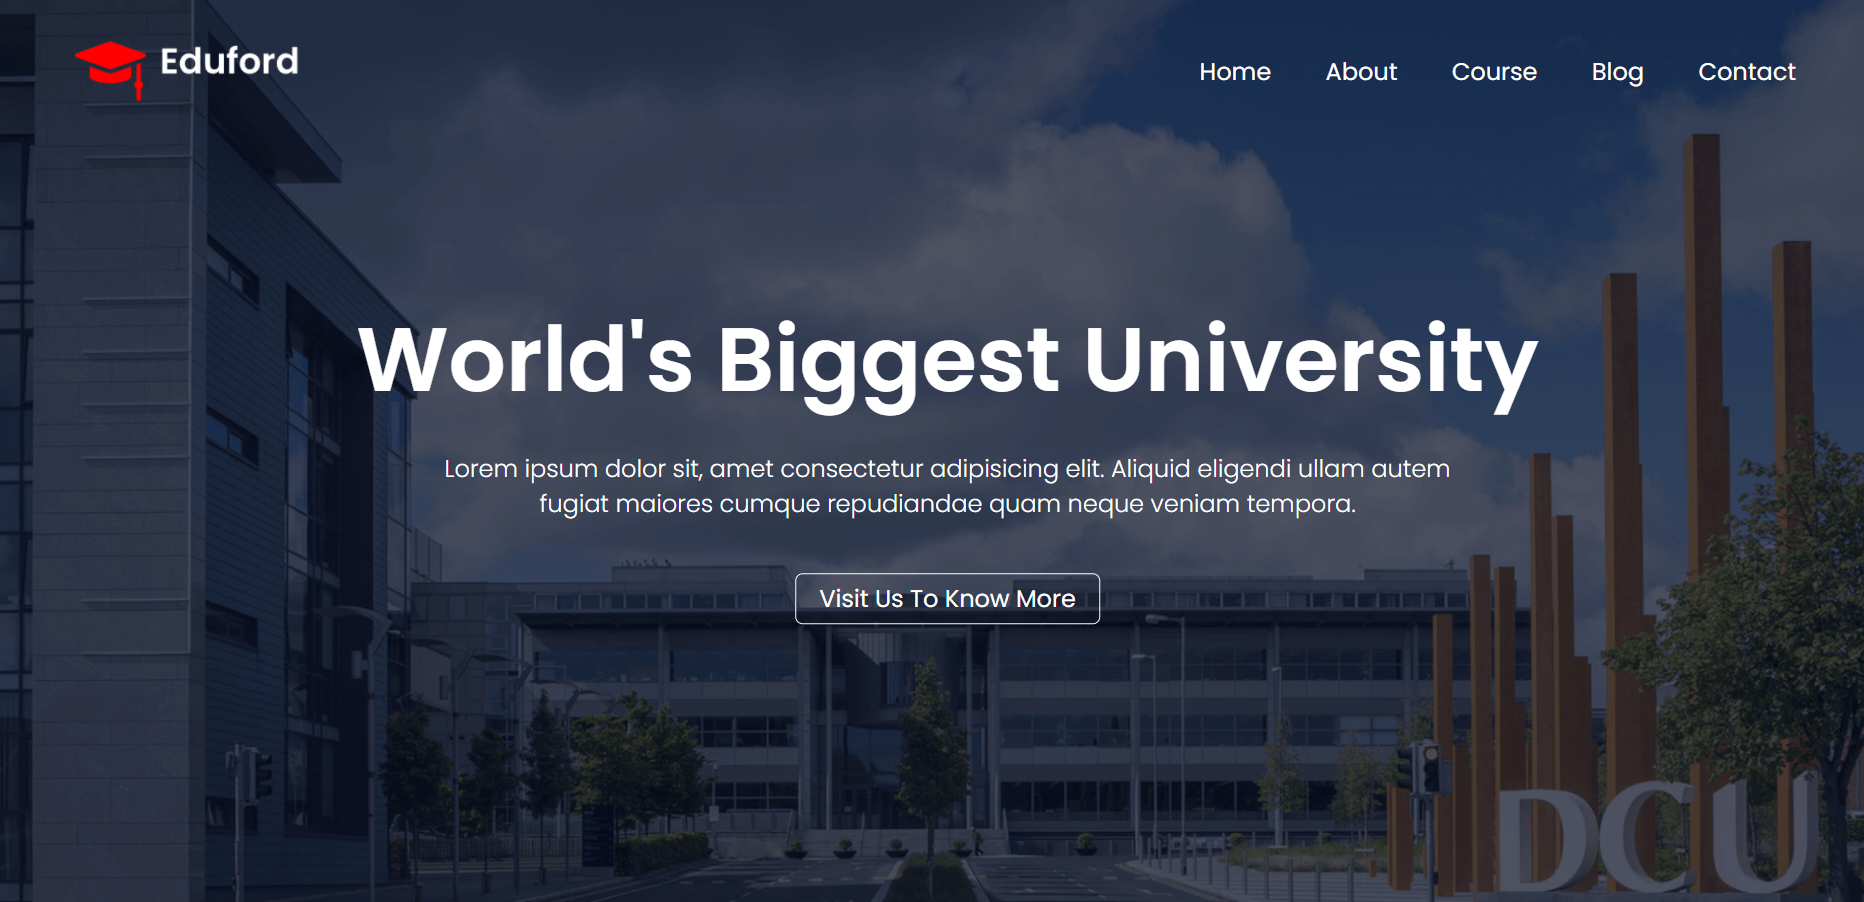 Eduford
Home About Course Blog Contact
World's Biggest University
Lorem ipsum dolor sit, amet consectetur adipisicing elit. Aliquid eligendi ullam autem
fugiat maiores cumque repudiandae quam neque veniam tempora.
Visit Us To Know More
DCU